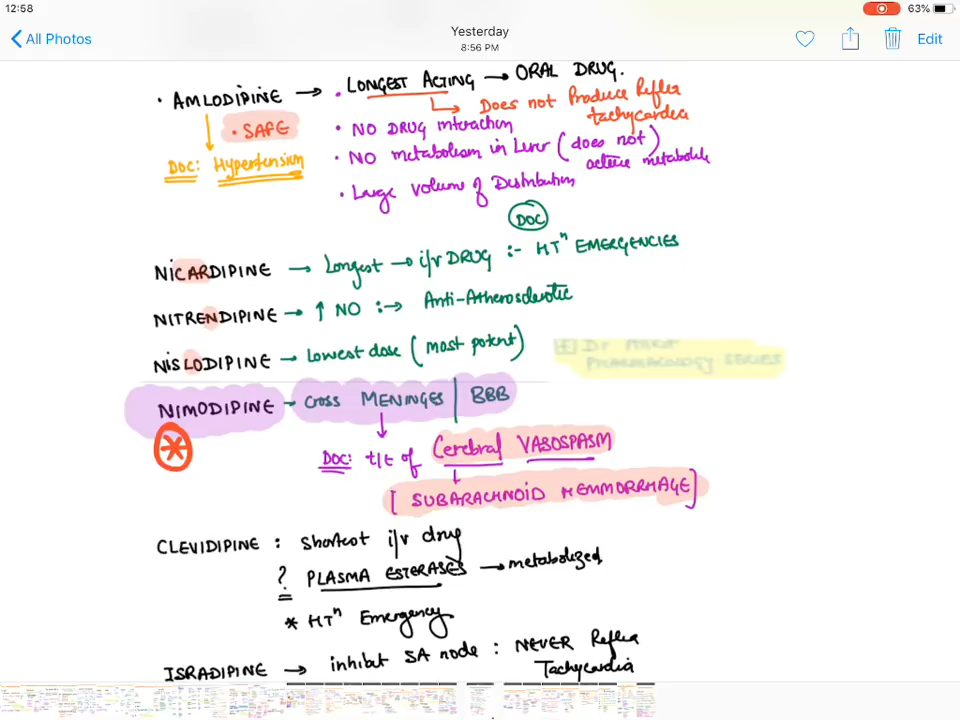 12:58
63%
All Photos
Yesterday
8:56 PM
Edit
• AMLODIPINE → • LONGEST ACTING → ORAL DRUG.
↳ Does not Produce Reflex
tachycardia
• SAFE
• NO DRUG interaction
DOC: Hypertension
• NO metabolism in Liver (does not)
active metabolite
• Large volume of Distribution
DOC
NICARDIPINE → Longest → i/v DRUG :- HTⁿ EMERGENCIES
NITRENDIPINE → ↑ NO :→ Anti-Atherosclerotic
NISLODIPINE → Lowest dose (most potent)
PHARMACOLOGY SERIES
NIMODIPINE → Cross MENINGES | BBB
DOC: t/t of Cerebral VASOSPASM
[SUBARACHNOID HEMMORRHAGE]
CLEVIDIPINE : Shortest i/v drug
? PLASMA ESTERASES → metabolized
* HTⁿ Emergency
ISRADIPINE → inhibit SA node : NEVER Reflex
Tachycardia